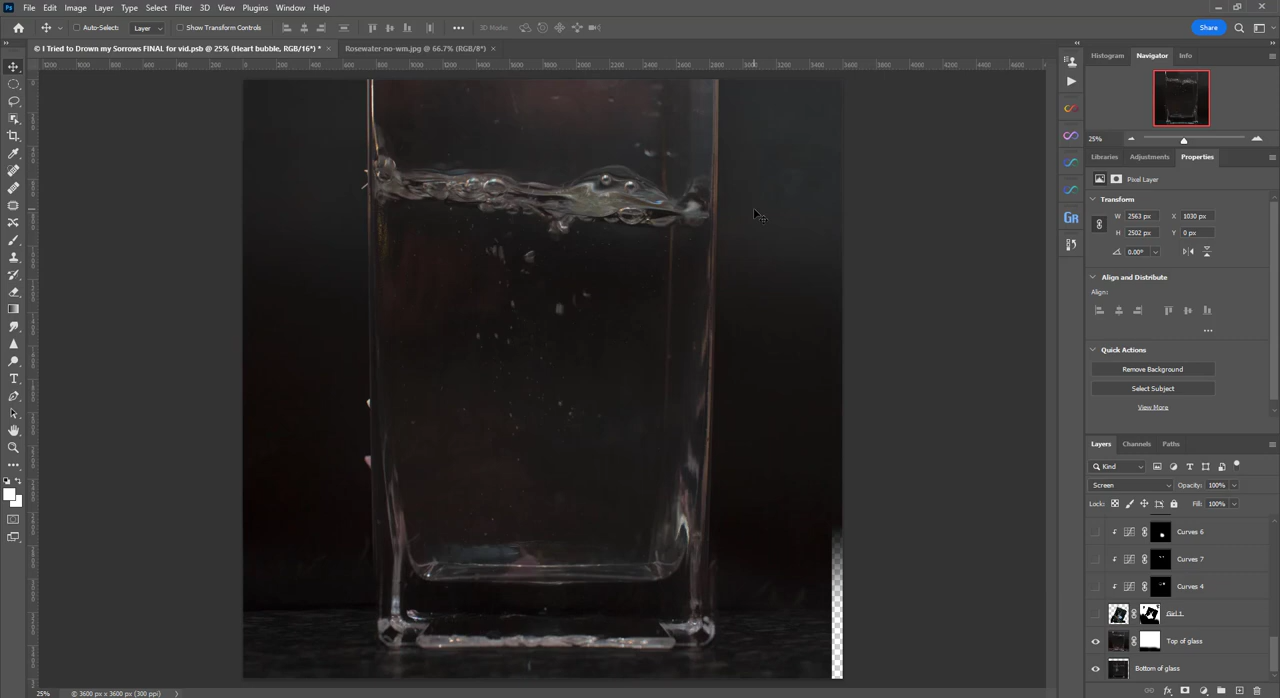 File Edit Image Layer Type Select Filter 3D View Plugins Window Help
Auto-Select: Layer Show Transform Controls 3D Mode: Share
© I Tried to Drown my Sorrows FINAL for vid.psb @ 25% (Heart bubble, RGB/16*) * Rosewater-no-wm.jpg @ 66.7% (RGB/8*)
Histogram Navigator Info
25%
Libraries Adjustments Properties
Pixel Layer
Transform
W 2563 px X 1030 px
H 2502 px Y 0 px
0.00°
Align and Distribute
Align:
Quick Actions
Remove Background
Select Subject
View More
Layers Channels Paths
Kind
Screen Opacity: 100%
Lock: Fill: 100%
Curves 6
Curves 7
Curves 4
Girl 1
Top of glass
Bottom of glass
25% © 3600 px x 3600 px (300 ppi)